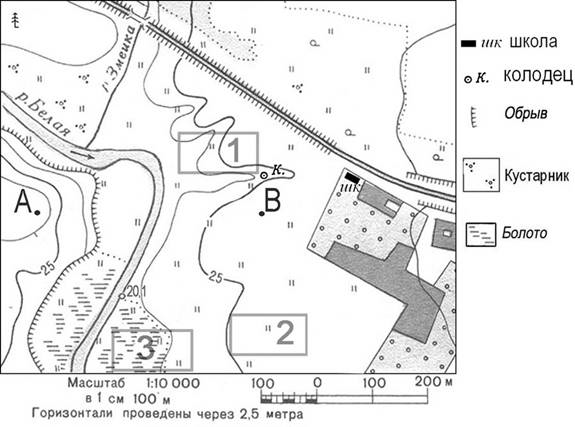 р.Змейка
р.Белая
1
к.
А
В
шк
25
20,1
25
2
3
шк школа
к. колодец
Обрыв
Кустарник
Болото
Масштаб 1:10 000
в 1 см 100 м
100 0 100 200 м
Горизонтали проведены через 2,5 метра